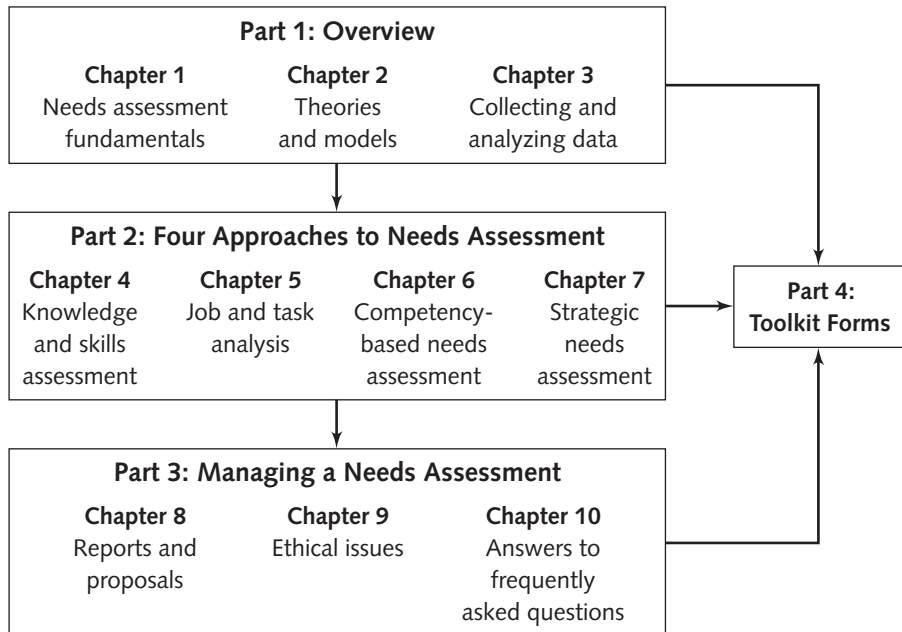 Part 1: Overview
Chapter 1
Needs assessment
fundamentals
Chapter 2
Theories
and models
Chapter 3
Collecting and
analyzing data
Part 2: Four Approaches to Needs Assessment
Chapter 4
Knowledge
and skills
assessment
Chapter 5
Job and task
analysis
Chapter 6
Competency-
based needs
assessment
Chapter 7
Strategic
needs
assessment
Part 3: Managing a Needs Assessment
Chapter 8
Reports and
proposals
Chapter 9
Ethical issues
Chapter 10
Answers to
frequently
asked questions
Part 4:
Toolkit Forms